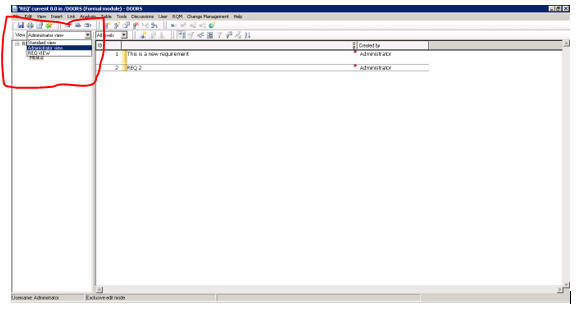 'REQ' current 0.0 in /DOORS (Formal module) - DOORS
File Edit View Insert Link Analysis Table Tools Discussions User RQM Change Management Help
View Administrator view All levels
Standard view
Administrator view
REQ VIEW
ID Created by
1 This is a new requirement Administrator
2 REQ 2 Administrator
Username: Administrator Exclusive edit mode